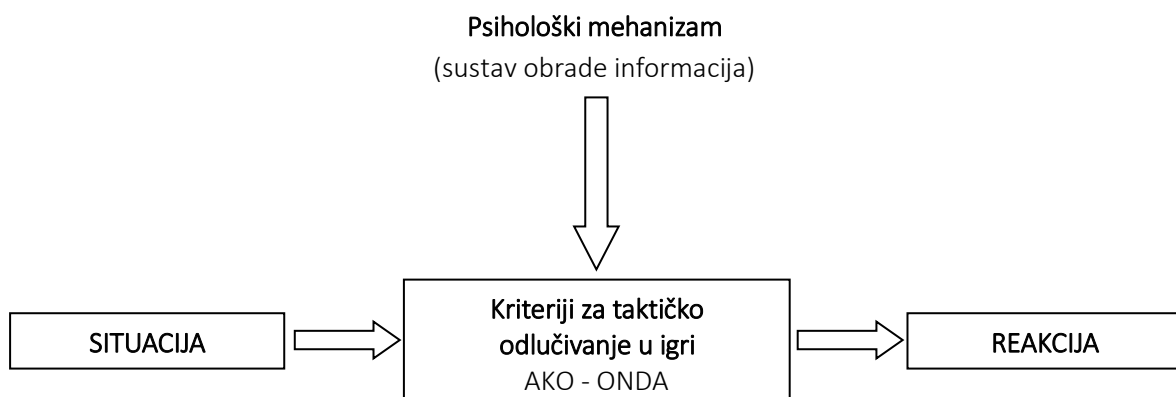 Psihološki mehanizam
(sustav obrade informacija)
SITUACIJA
Kriteriji za taktičko
odlučivanje u igri
AKO - ONDA
REAKCIJA